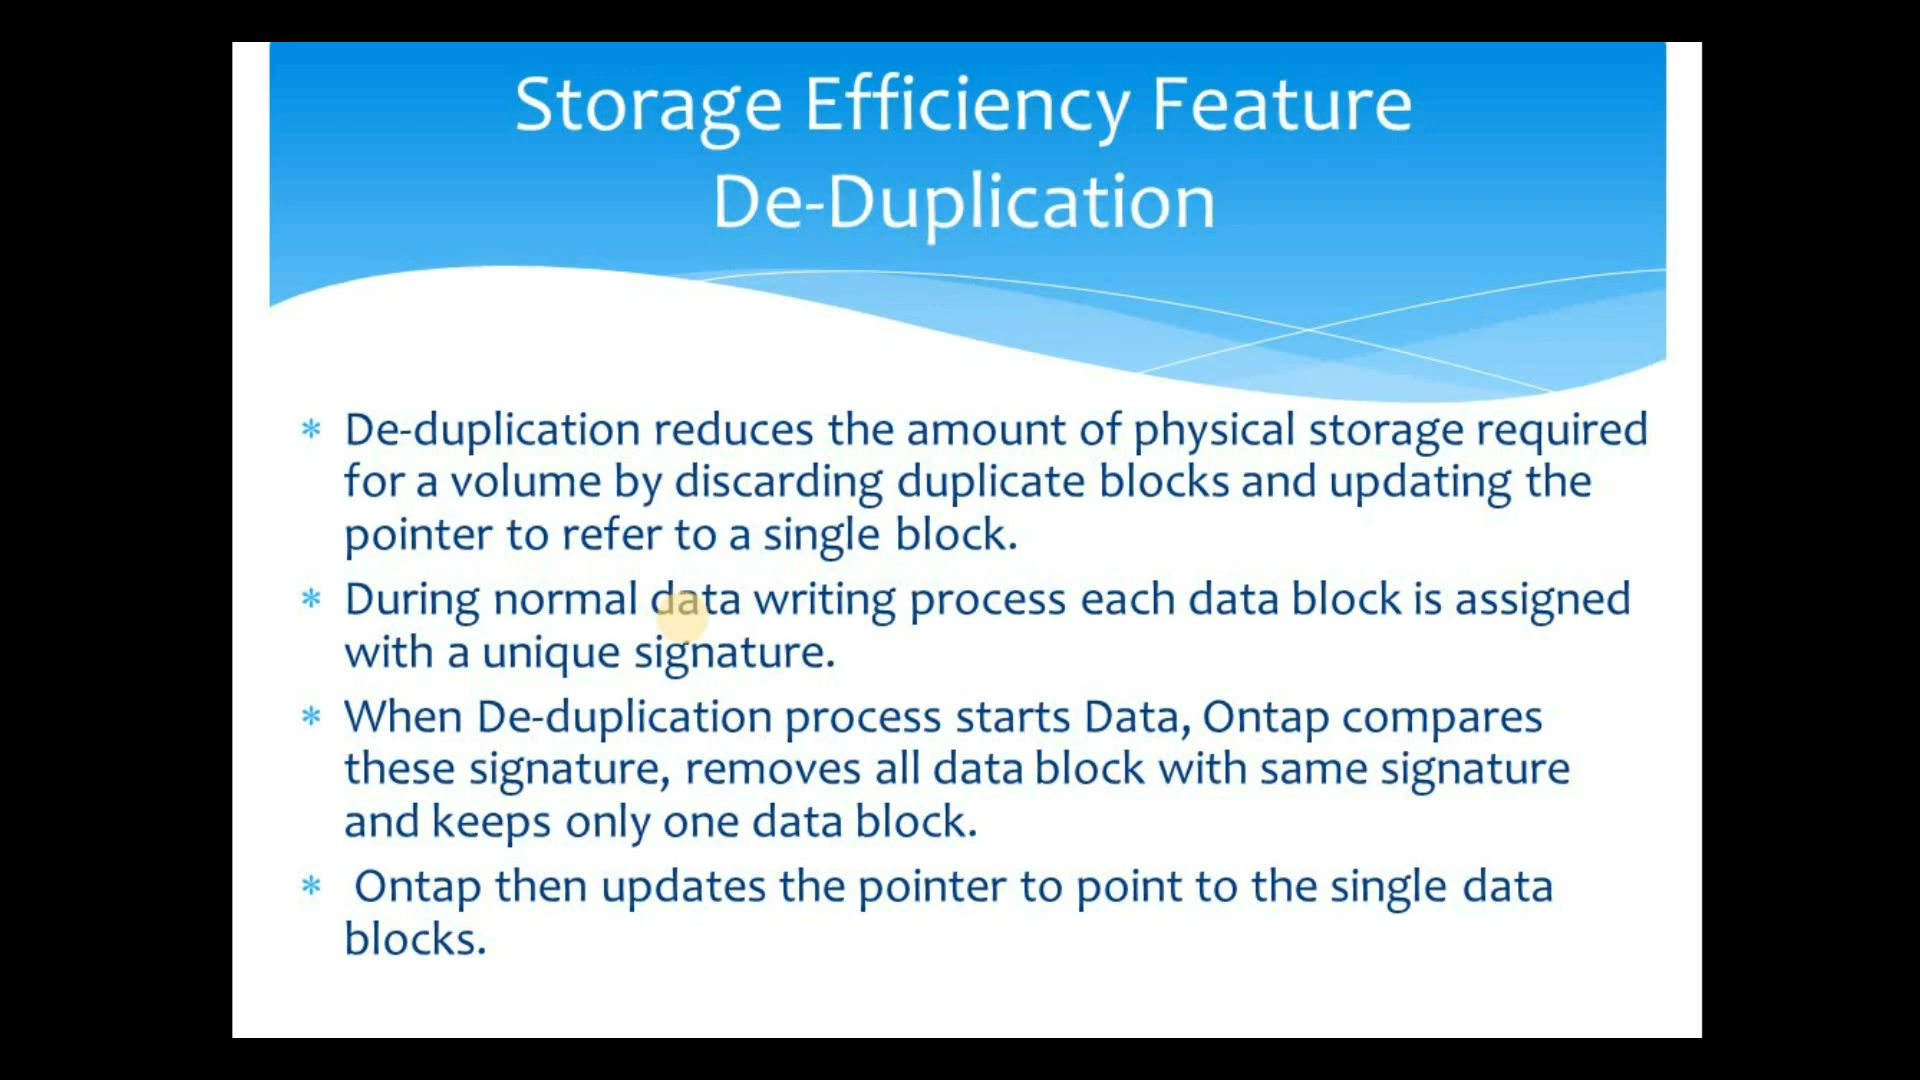 Storage Efficiency Feature
De-Duplication
* De-duplication reduces the amount of physical storage required
for a volume by discarding duplicate blocks and updating the
pointer to refer to a single block.
* During normal data writing process each data block is assigned
with a unique signature.
* When De-duplication process starts Data, Ontap compares
these signature, removes all data block with same signature
and keeps only one data block.
* Ontap then updates the pointer to point to the single data
blocks.